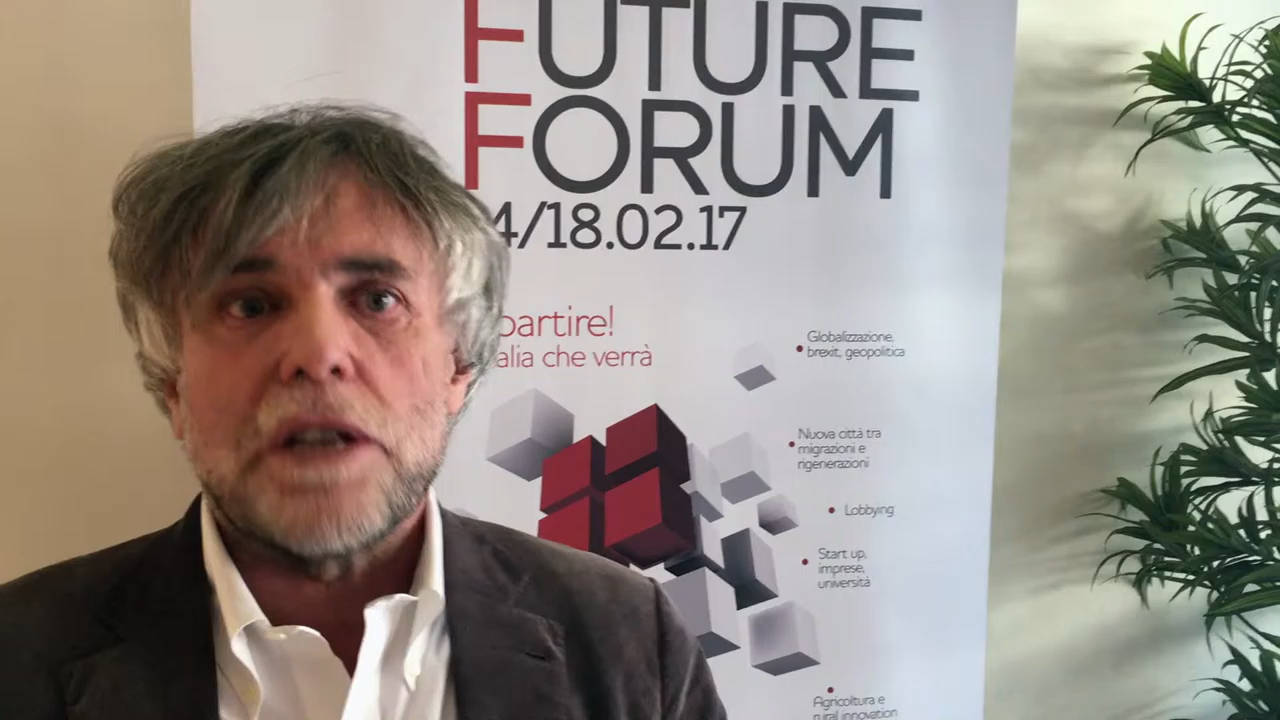 FUTURE
FORUM
4/18.02.17
partire!
alia che verrà
Globalizzazione,
brexit, geopolitica
Nuova città tra
migrazioni e
rigenerazioni
Lobbying
Start up,
imprese,
università
Agricoltura e
rural innovation